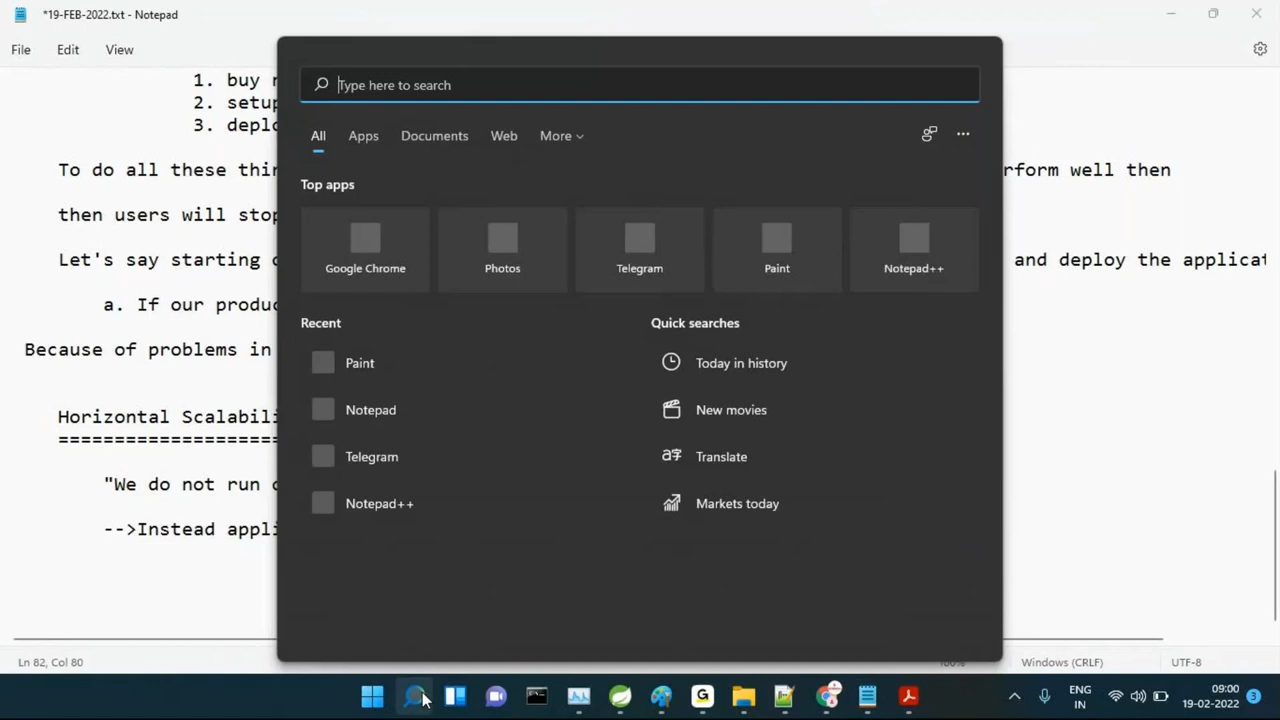 *19-FEB-2022.txt - Notepad
File Edit View
1. buy
2. setup
3. deplo
To do all these rform well then
then users will stop
Let's say starting and deploy the applicat
a. If our produc
Because of problems in
Horizontal Scalabili
========================
"We do not run
-->Instead appli
Type here to search
All Apps Documents Web More
Top apps
Google Chrome Photos Telegram Paint Notepad++
Recent
Paint
Notepad
Telegram
Notepad++
Quick searches
Today in history
New movies
Translate
Markets today
Ln 82, Col 80 100% Windows (CRLF) UTF-8
ENG
IN
09:00
19-02-2022
3